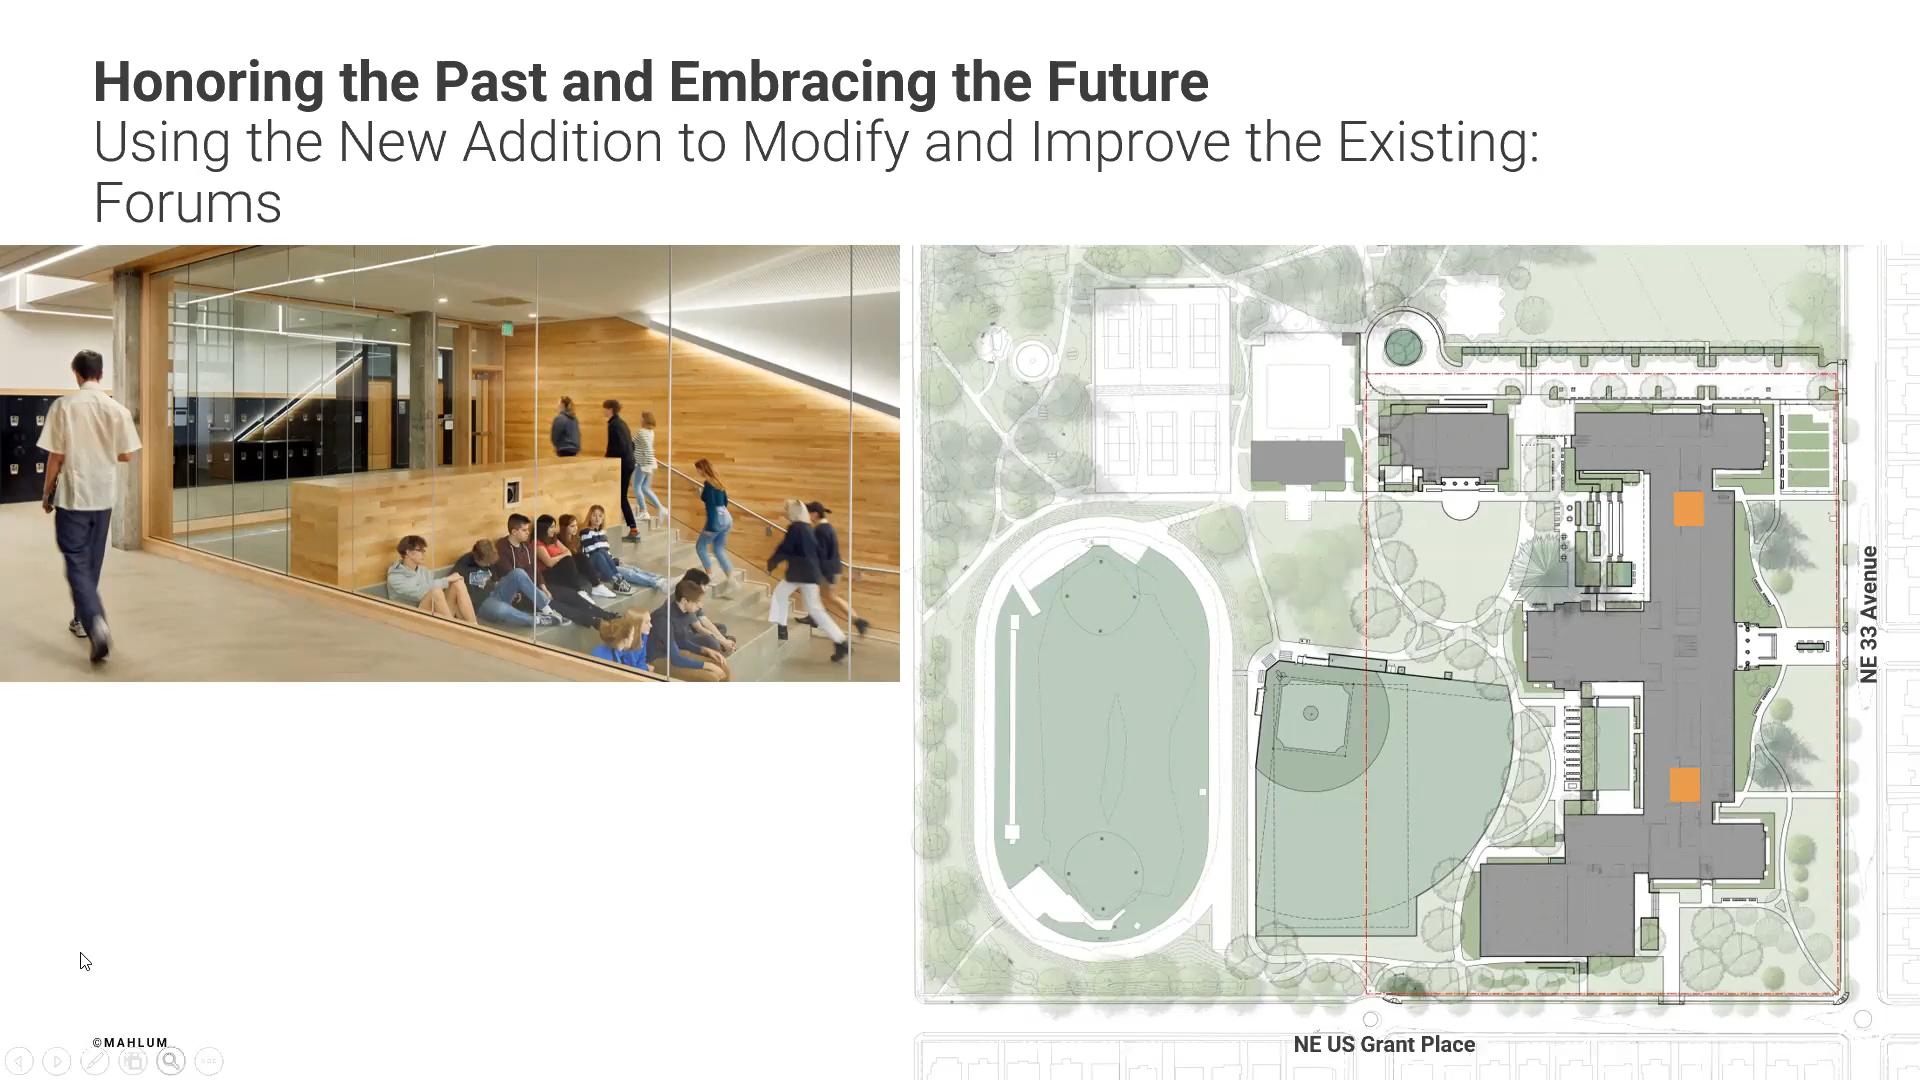 Honoring the Past and Embracing the Future
Using the New Addition to Modify and Improve the Existing:
Forums
NE 33 Avenue
NE US Grant Place
©MAHLUM